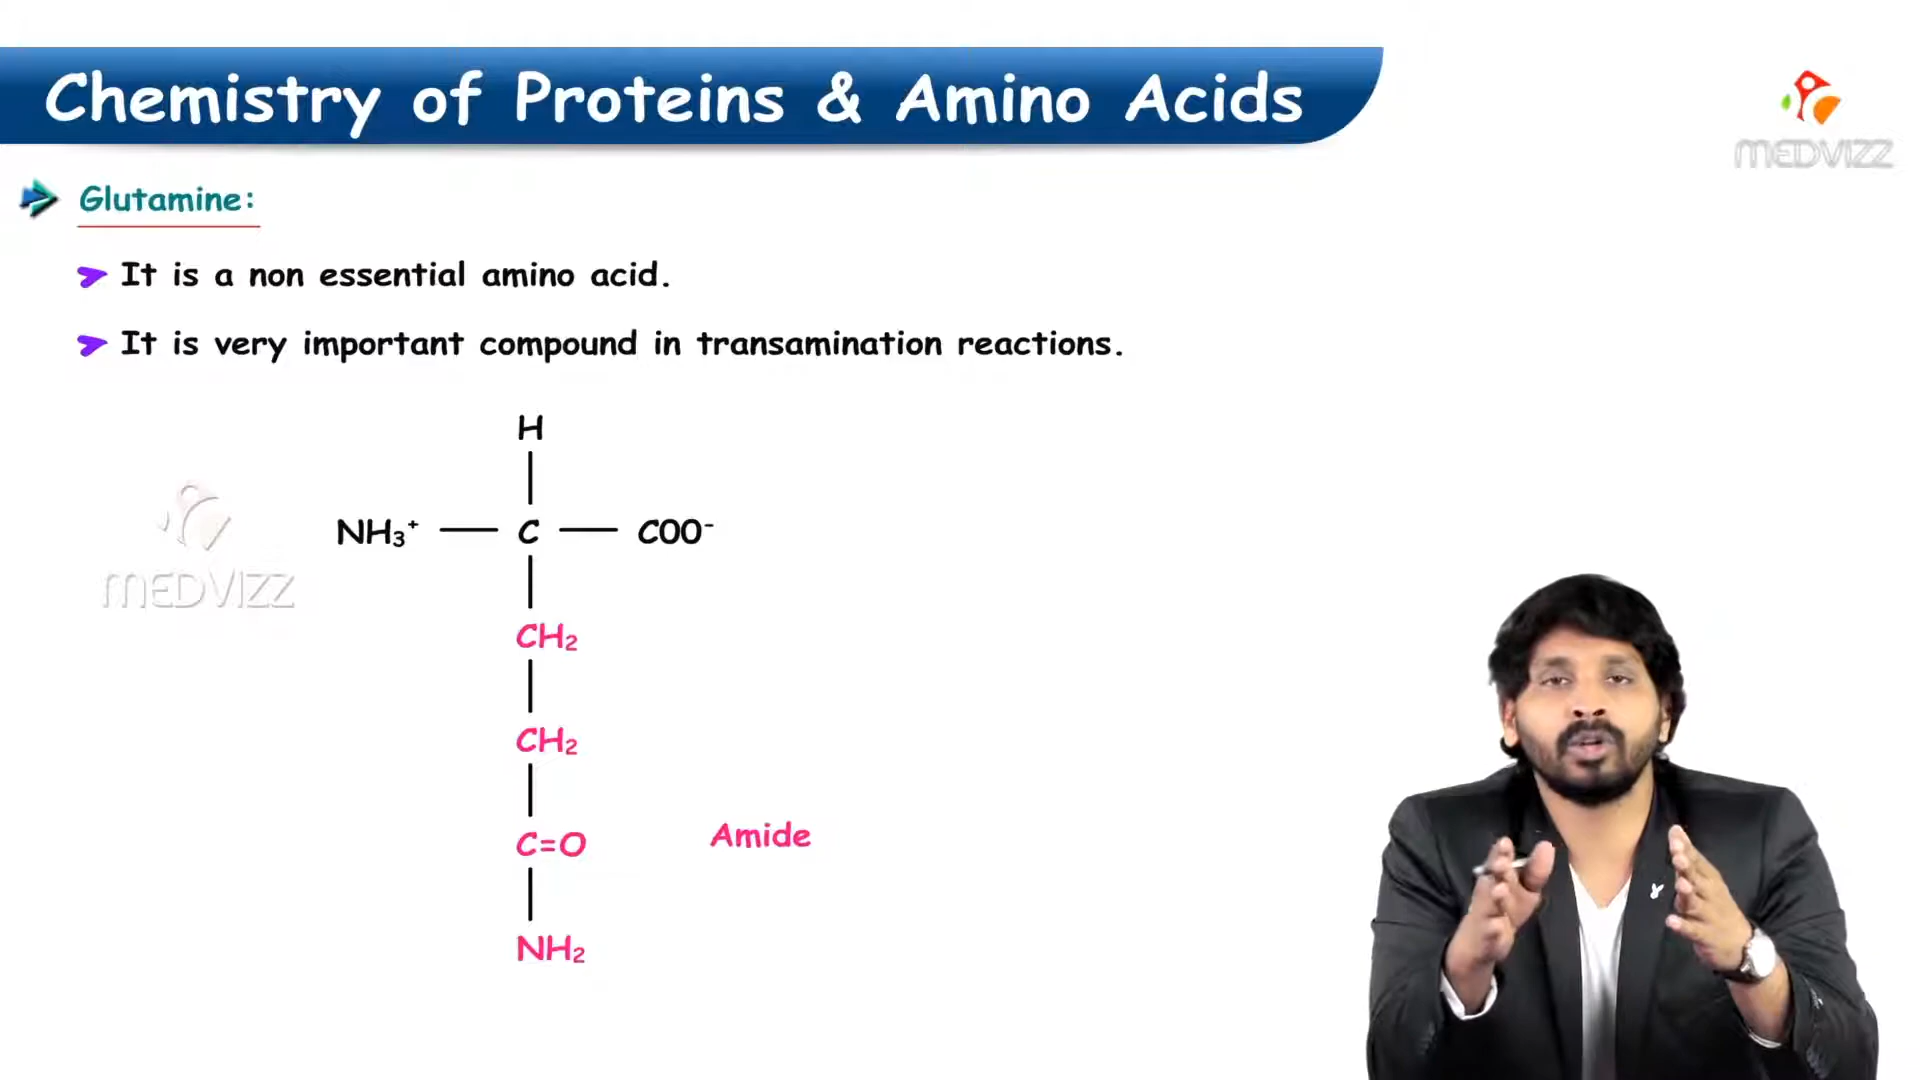 Chemistry of Proteins & Amino Acids
MEDVIZZ
Glutamine:
It is a non essential amino acid.
It is very important compound in transamination reactions.
H
NH₃⁺ — C — COO⁻
MEDVIZZ
CH₂
CH₂
C=O
Amide
NH₂